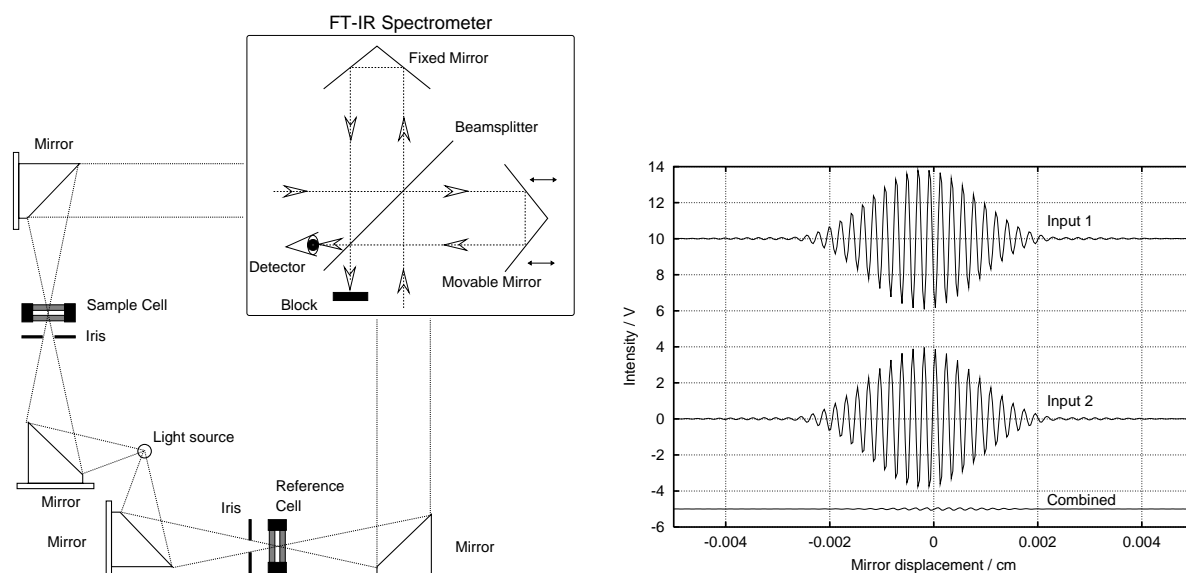 FT-IR Spectrometer
Fixed Mirror
Beamsplitter
Mirror
Detector
Movable Mirror
Block
Sample Cell
Iris
Light source
Mirror
Reference
Cell
Iris
Mirror
Mirror
14
12
10
8
6
4
2
0
-2
-4
-6
Intensity / V
Input 1
Input 2
Combined
-0.004
-0.002
0
0.002
0.004
Mirror displacement / cm